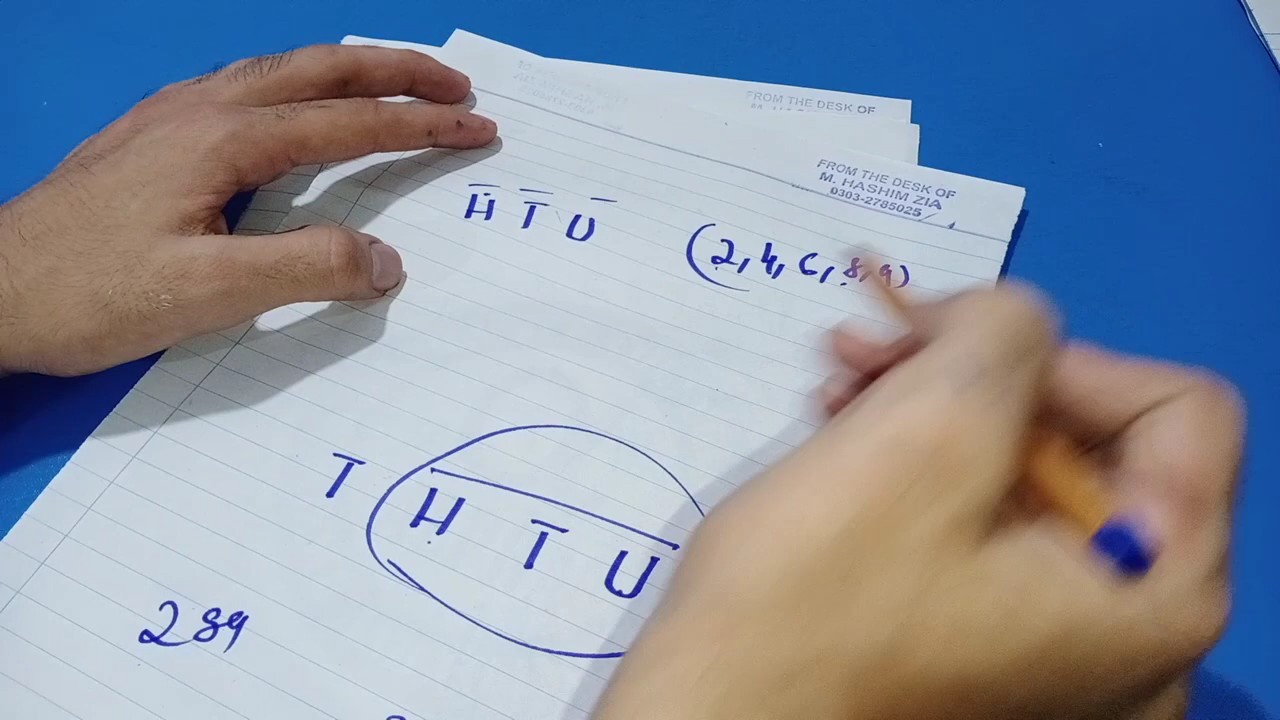 FROM THE DESK OF
FROM THE DESK OF
M. HASHIM ZIA
0303-2785025
H T U (2, 4, 6, 8, 9)
T H T U
289